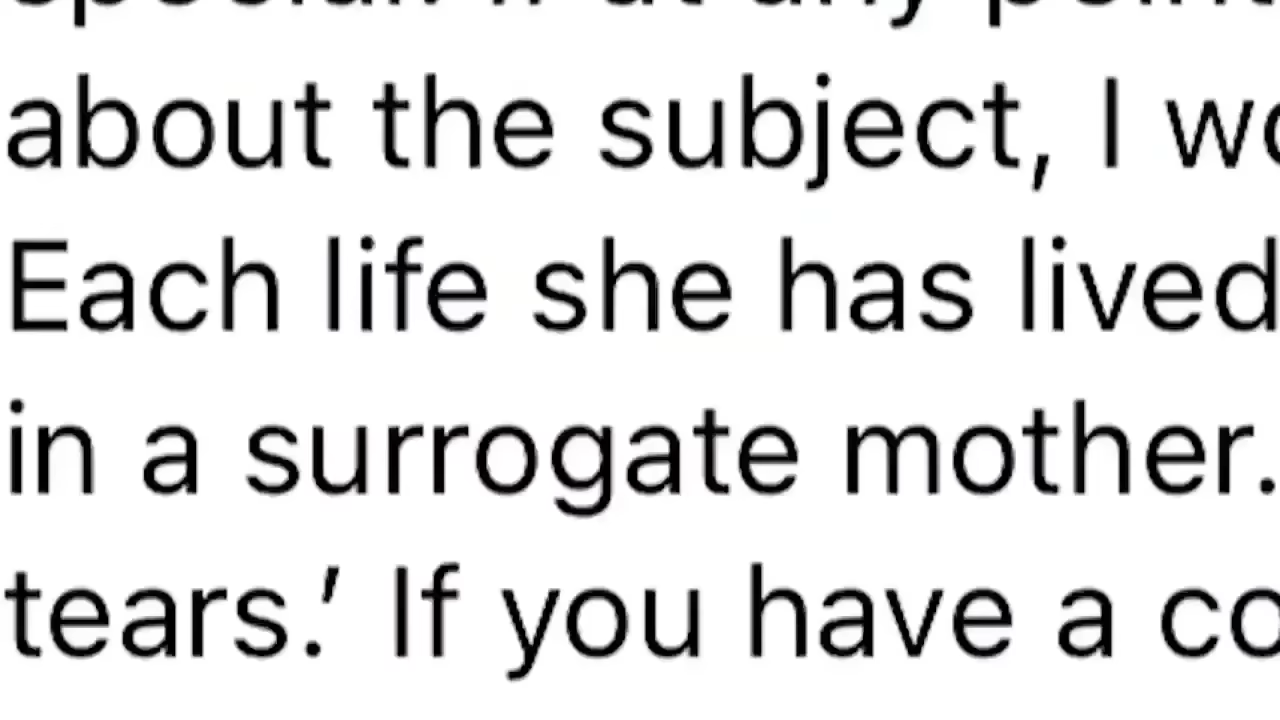 about the subject, I
Each life she has lived
in a surrogate mother.
tears.’ If you have a